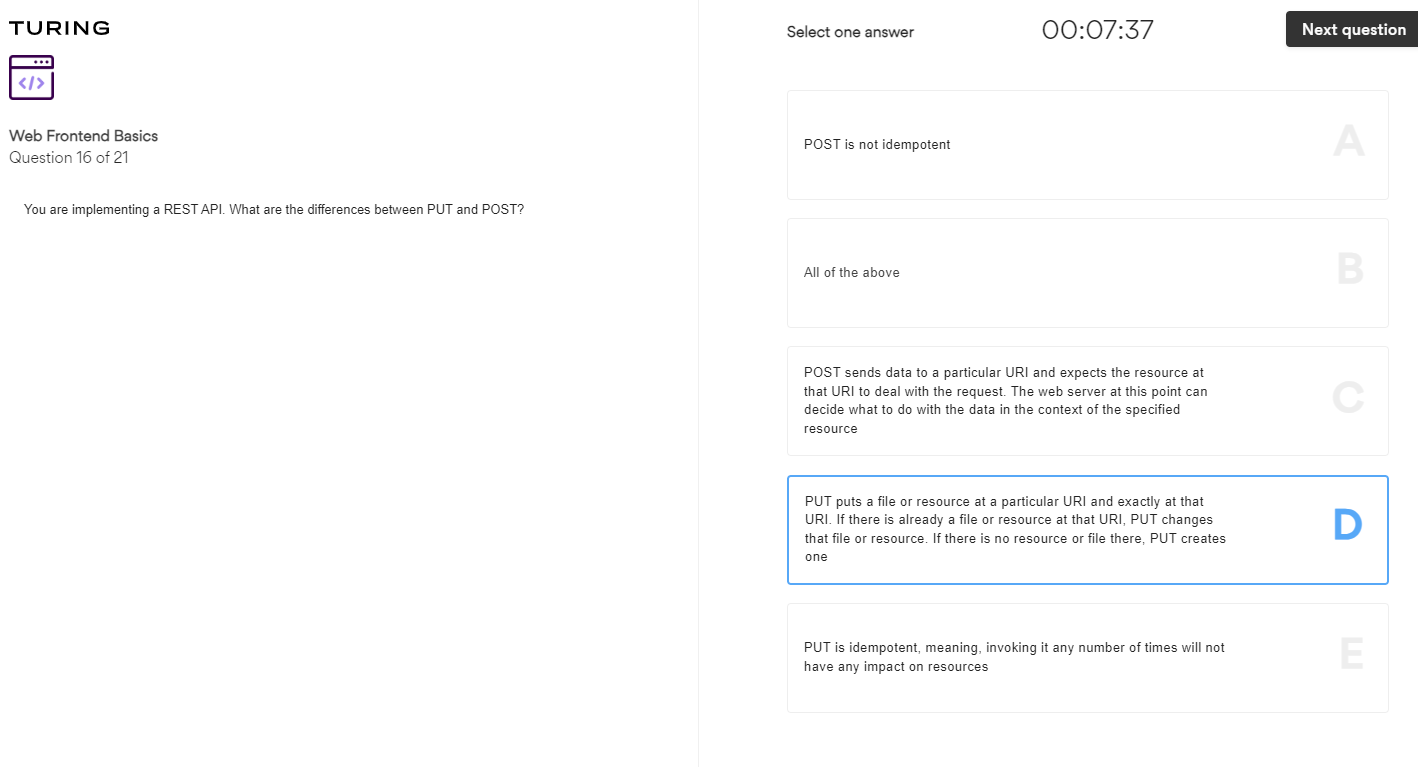 TURING
</>
Web Frontend Basics
Question 16 of 21
You are implementing a REST API. What are the differences between PUT and POST?
Select one answer
00:07:37
Next question
POST is not idempotent
A
All of the above
B
POST sends data to a particular URI and expects the resource at
that URI to deal with the request. The web server at this point can
decide what to do with the data in the context of the specified
resource
C
PUT puts a file or resource at a particular URI and exactly at that
URI. If there is already a file or resource at that URI, PUT changes
that file or resource. If there is no resource or file there, PUT creates
one
D
PUT is idempotent, meaning, invoking it any number of times will not
have any impact on resources
E